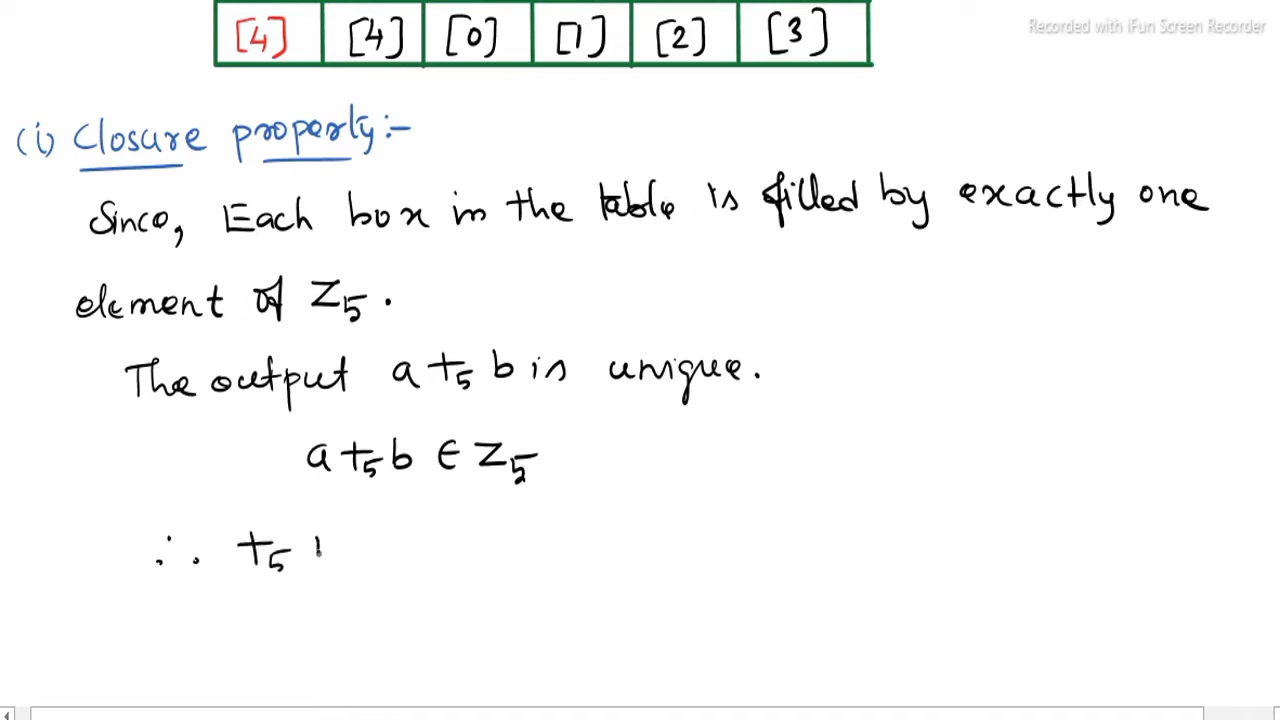 [4] [4] [0] [1] [2] [3]
Recorded with iFun Screen Recorder
(i) Closure property:-
Since, Each box in the table is filled by exactly one
element of Z5.
The output a +5 b is unique.
a +5 b ∈ Z5
∴ +5